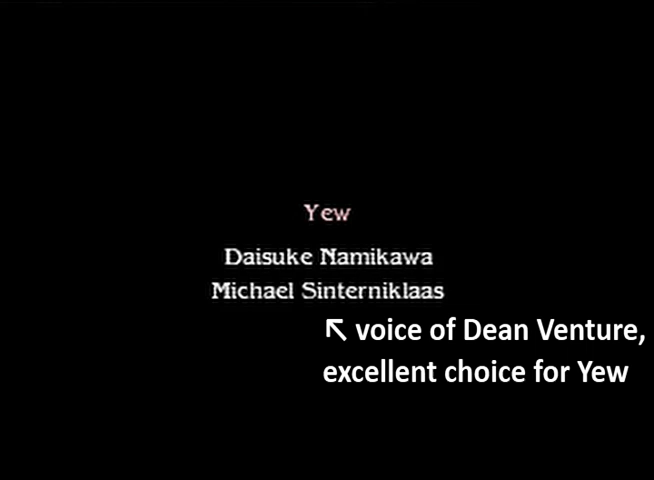 Yew
Daisuke Namikawa
Michael Sinterniklaas
↖ voice of Dean Venture,
excellent choice for Yew